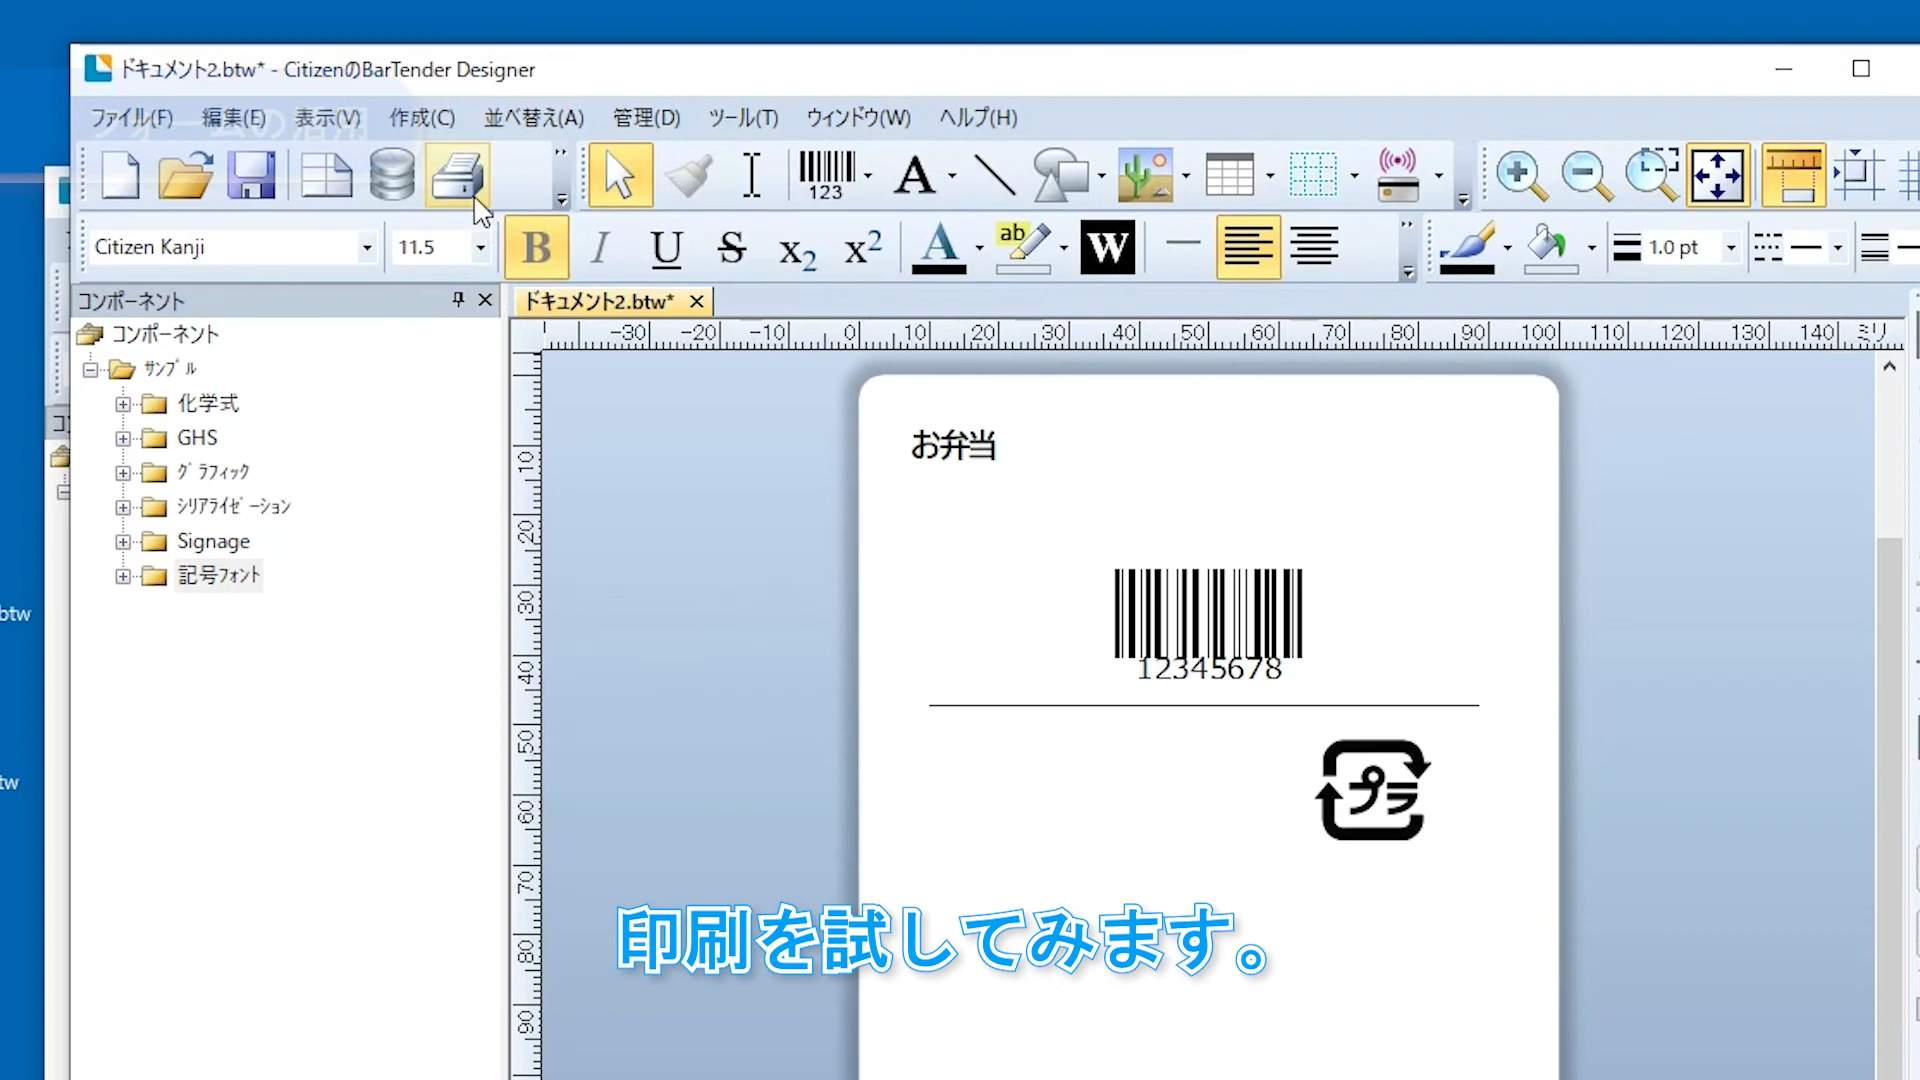 ドキュメント2.btw* - CitizenのBarTender Designer
ファイル(F) 編集(E) 表示(V) 作成(C) 並べ替え(A) 管理(D) ツール(T) ウィンドウ(W) ヘルプ(H)
123
Citizen Kanji 11.5 B I U S x2 x2 A ab W 1.0 pt
コンポーネント
ドキュメント2.btw*
-30 -20 -10 0 10 20 30 40 50 60 70 80 90 100 110 120 130 140 ミリ
コンポーネント
サンプル
化学式
GHS
グラフィック
シリアライゼーション
Signage
記号フォント
10
20
30
40
50
60
70
80
90
お弁当
12345678
プラ
btw
tw
印刷を試してみます。